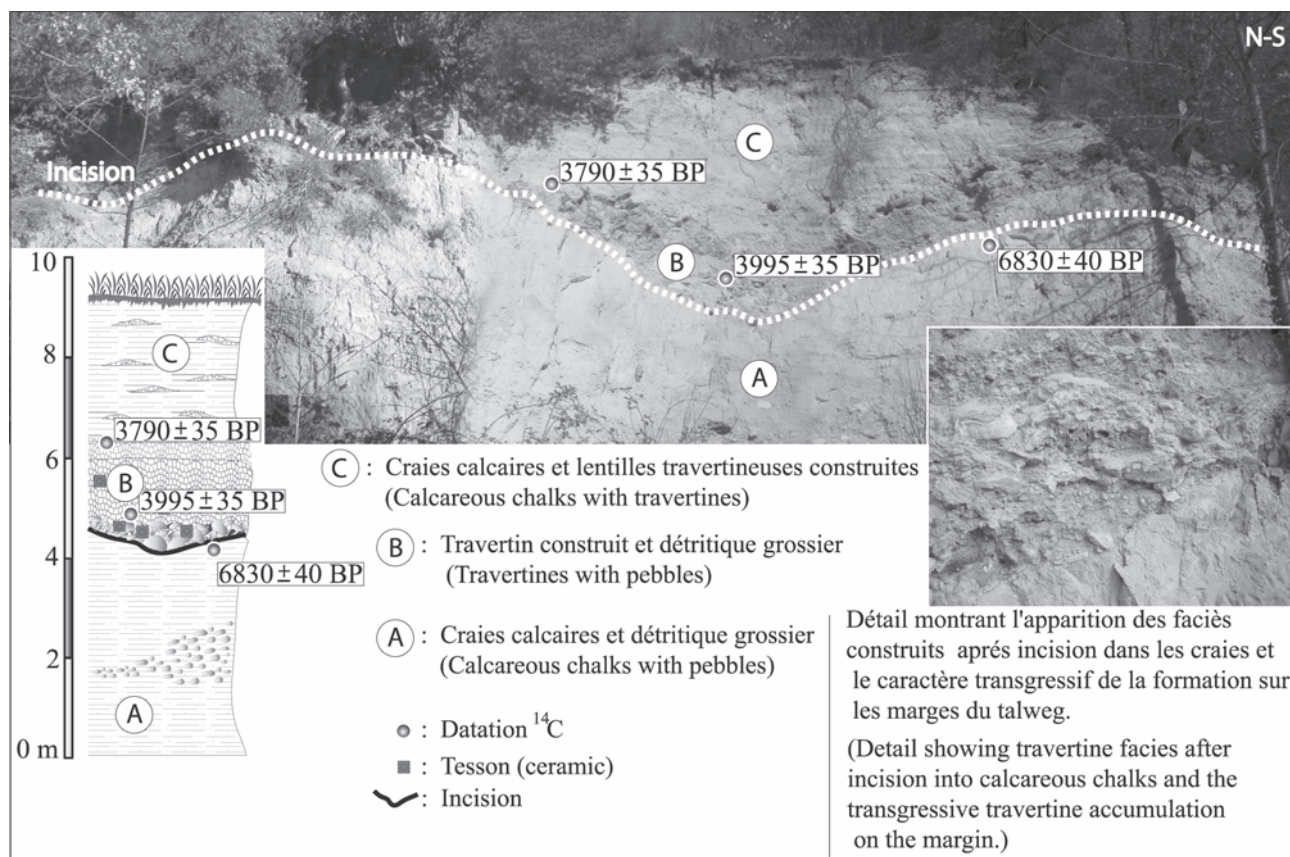 N-S
Incision
C
3790±35 BP
B
3995±35 BP
6830±40 BP
A
10
8
6
4
2
0 m
C
3790±35 BP
B
3995±35 BP
6830±40 BP
A
C : Craies calcaires et lentilles travertineuses construites
(Calcareous chalks with travertines)
B : Travertin construit et détritique grossier
(Travertines with pebbles)
A : Craies calcaires et détritique grossier
(Calcareous chalks with pebbles)
: Datation 14C
: Tesson (ceramic)
: Incision
Détail montrant l'apparition des faciès
construits aprés incision dans les craies et
le caractère transgressif de la formation sur
les marges du talweg.
(Detail showing travertine facies after
incision into calcareous chalks and the
transgressive travertine accumulation
on the margin.)